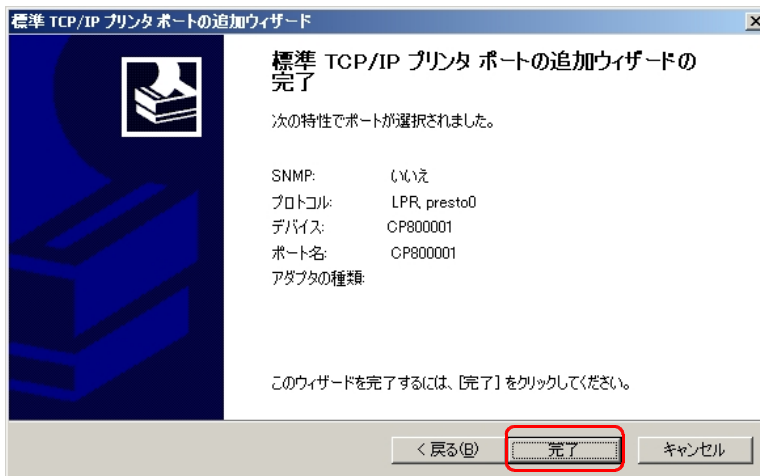 標準 TCP/IP プリンタ ポートの追加ウィザード
標準 TCP/IP プリンタ ポートの追加ウィザードの
完了
次の特性でポートが選択されました。
SNMP: いいえ
プロトコル: LPR, presto0
デバイス: CP800001
ポート名: CP800001
アダプタの種類:
このウィザードを完了するには、[完了] をクリックしてください。
< 戻る(B) 完了 キャンセル